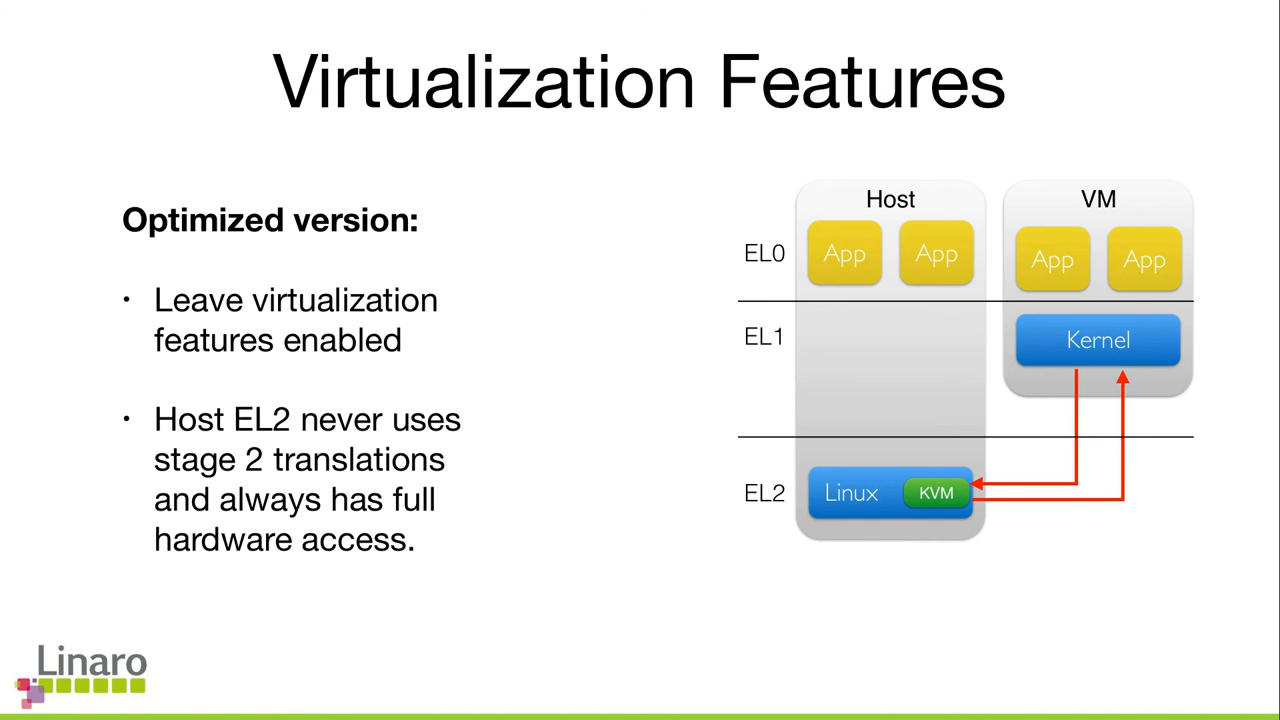 Virtualization Features
Optimized version:
• Leave virtualization
features enabled
• Host EL2 never uses
stage 2 translations
and always has full
hardware access.
Host
VM
EL0
App
App
App
App
EL1
Kernel
EL2
Linux
KVM
Linaro